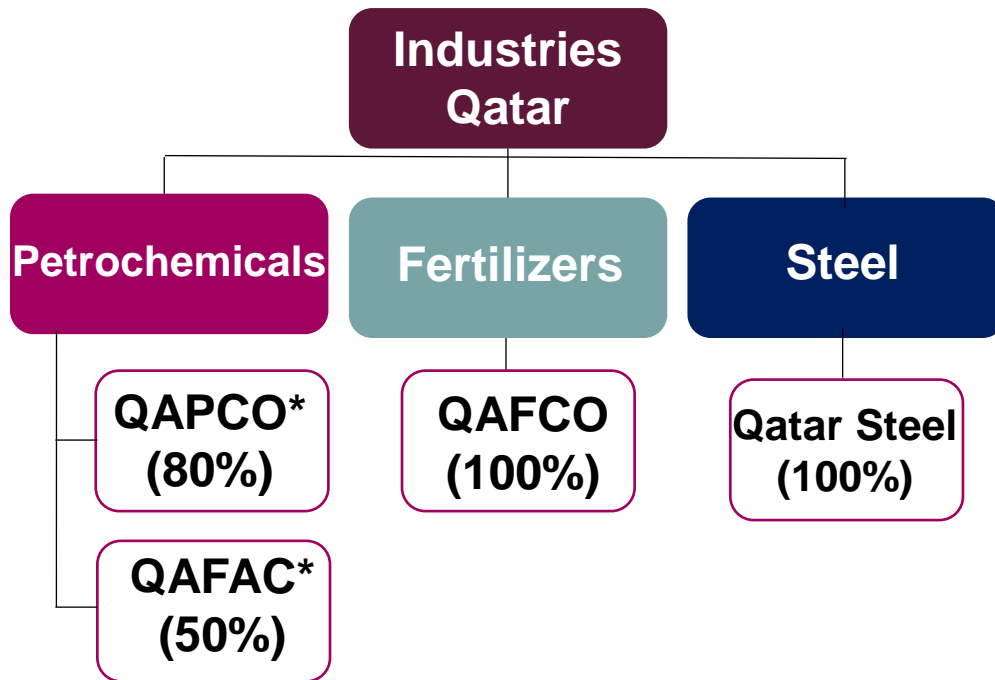 Industries
Qatar
Petrochemicals
Fertilizers
Steel
QAPCO*
(80%)
QAFCO
(100%)
Qatar Steel
(100%)
QAFAC*
(50%)